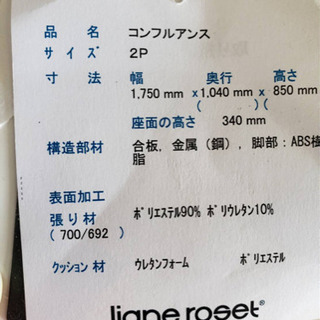 品名 コンフルアンス
サイズ 2P
寸法 幅 奥行 高さ
1,750 mm x 1,040 mm x 850 mm
( )( )
座面の高さ 340 mm
構造部材 合板, 金属（鋼）, 脚部：ABS樹
脂
表面加工
張り材 ポリエステル90% ポリウレタン10%
( 700/692 )
クッション材 ウレタンフォーム ポリエステル
ligne roset®